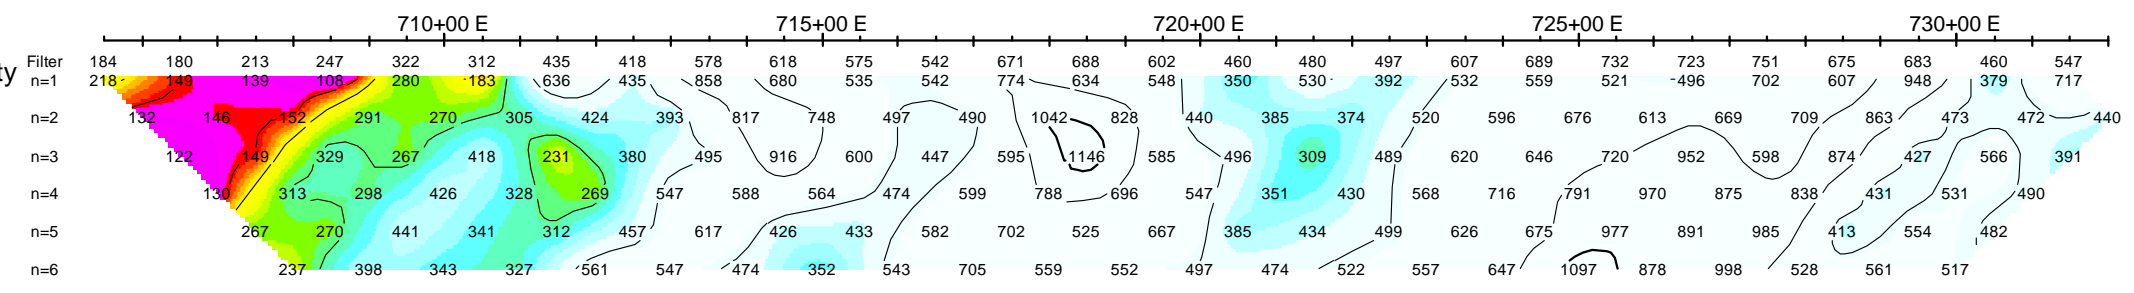 710+00 E 715+00 E 720+00 E 725+00 E 730+00 E
Filter 184 180 213 247 322 312 435 418 578 618 575 542 671 688 602 460 480 497 607 689 732 723 751 675 683 460 547
ty
n=1 218 149 139 108 280 183 636 435 858 680 535 542 774 634 548 350 530 392 532 559 521 496 702 607 948 379 717
n=2 132 146 152 291 270 305 424 393 817 748 497 490 1042 828 440 385 374 520 596 676 613 669 709 863 473 472 440
n=3 122 149 329 267 418 231 380 495 916 600 447 595 1146 585 496 309 489 620 646 720 952 598 874 427 566 391
n=4 130 313 298 426 328 269 547 588 564 474 599 788 696 547 351 430 568 716 791 970 875 838 431 531 490
n=5 267 270 441 341 312 457 617 426 433 582 702 525 667 385 434 499 626 675 977 891 985 413 554 482
n=6 237 398 343 327 561 547 474 352 543 705 559 552 497 474 522 557 647 1097 878 998 528 561 517